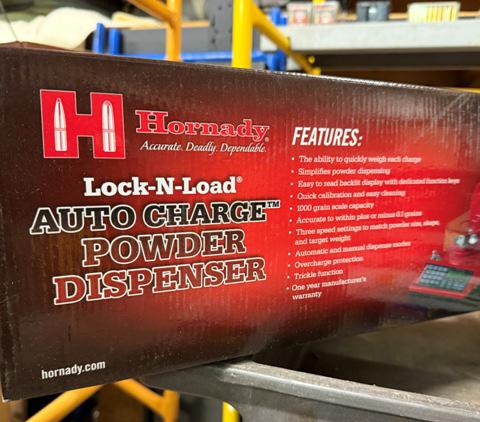 H
Hornady
Accurate. Deadly. Dependable.
Lock-N-Load®
AUTO CHARGE™
POWDER
DISPENSER
hornady.com
FEATURES:
• The ability to quickly weigh each charge
• Simplifies powder dispensing
• Easy to read backlit display with dedicated function keys
• Quick calibration and easy cleaning
• 1000 grain scale capacity
• Accurate to within plus or minus 0.1 grains
• Three speed settings to match powder size, shape,
and target weight
• Automatic and manual dispense modes
• Overcharge protection
• Trickle function
• One year manufacturer's
warranty